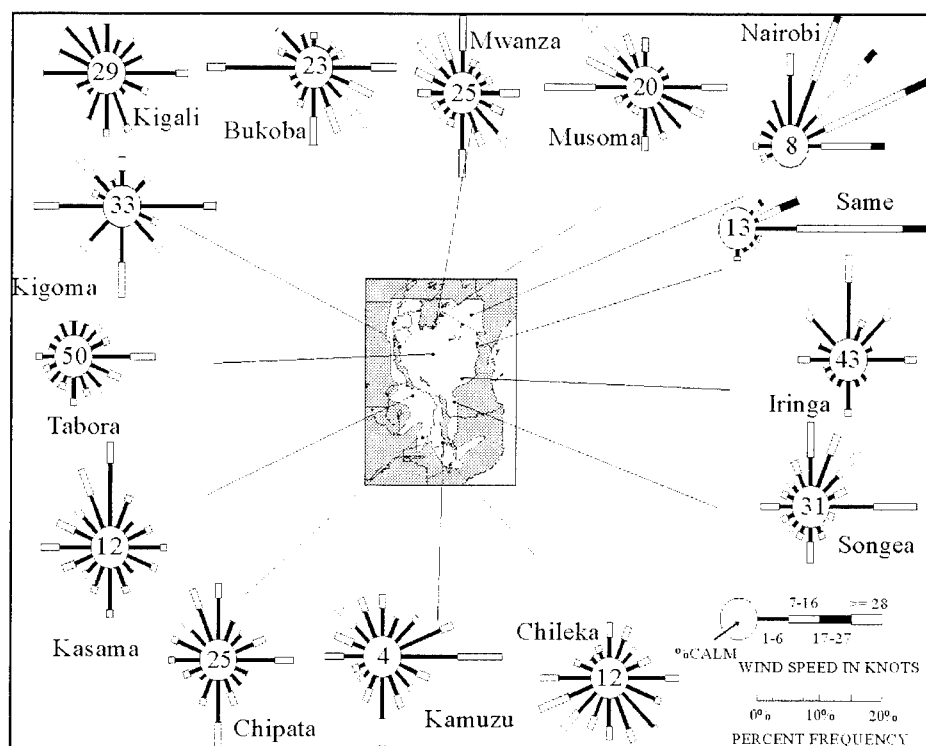 Mwanza
Nairobi
29
23
25
20
8
Kigali
Bukoba
Musoma
33
13
Same
Kigoma
50
43
Tabora
Iringa
12
31
Songea
Kasama
25
4
Chileka
12
Chipata
Kamuzu
7-16
>= 28
%CALM
1-6
17-27
WIND SPEED IN KNOTS
0%
10%
20%
PERCENT FREQUENCY